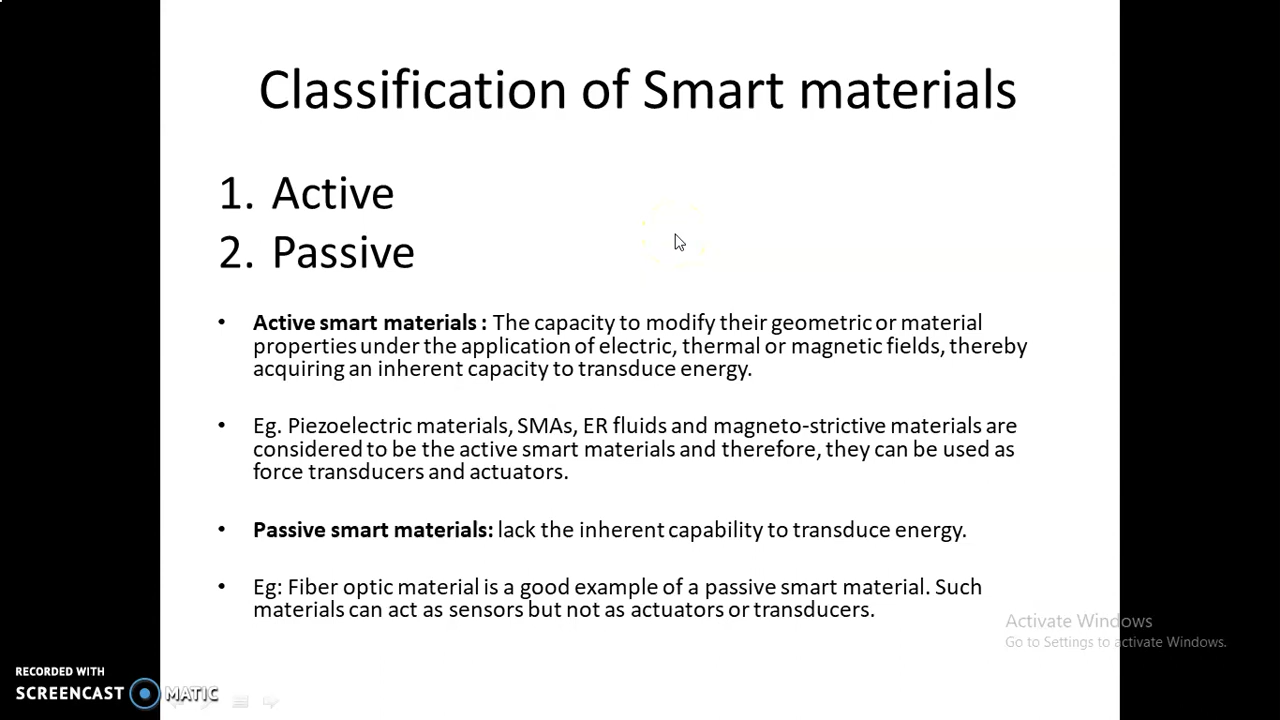 Classification of Smart materials
1. Active
2. Passive
• Active smart materials : The capacity to modify their geometric or material
properties under the application of electric, thermal or magnetic fields, thereby
acquiring an inherent capacity to transduce energy.
• Eg. Piezoelectric materials, SMAs, ER fluids and magneto-strictive materials are
considered to be the active smart materials and therefore, they can be used as
force transducers and actuators.
• Passive smart materials: lack the inherent capability to transduce energy.
• Eg: Fiber optic material is a good example of a passive smart material. Such
materials can act as sensors but not as actuators or transducers.
Activate Windows
Go to Settings to activate Windows.
RECORDED WITH
SCREENCAST MATIC